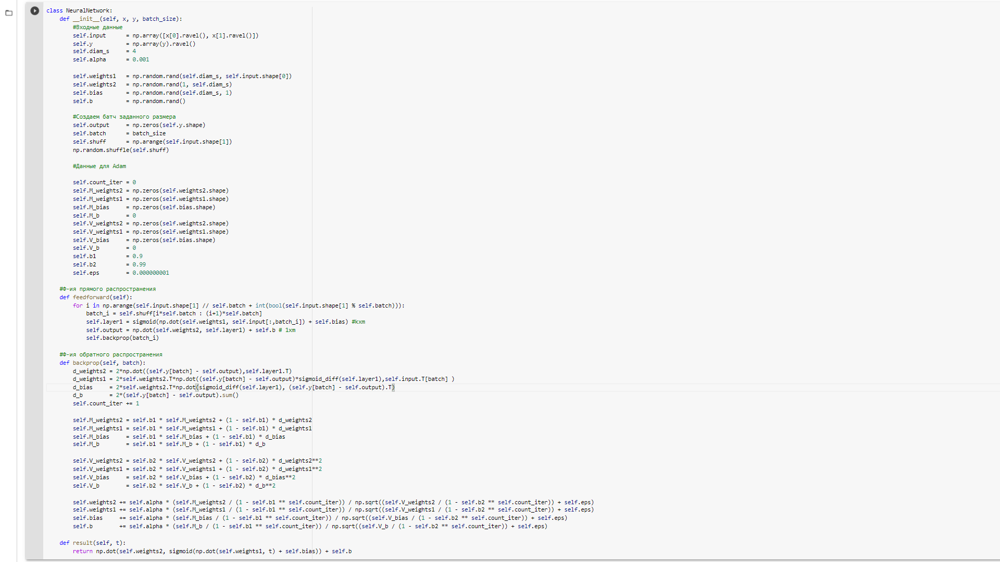 class NeuralNetwork:
    def __init__(self, x, y, batch_size):
        #Входные данные
        self.input      = np.array([x[0].ravel(), x[1].ravel()])
        self.y          = np.array(y).ravel()
        self.diam_s     = 4
        self.alpha      = 0.001

        self.weights1   = np.random.rand(self.diam_s, self.input.shape[0])
        self.weights2   = np.random.rand(1, self.diam_s)
        self.bias       = np.random.rand(self.diam_s, 1)
        self.b          = np.random.rand()

        #Создаем батч заданного размера
        self.output     = np.zeros(self.y.shape)
        self.batch      = batch_size
        self.shuff      = np.arange(self.input.shape[1])
        np.random.shuffle(self.shuff)

        #Данные для Adam

        self.count_iter = 0
        self.M_weights2 = np.zeros(self.weights2.shape)
        self.M_weights1 = np.zeros(self.weights1.shape)
        self.M_bias     = np.zeros(self.bias.shape)
        self.M_b        = 0
        self.V_weights2 = np.zeros(self.weights2.shape)
        self.V_weights1 = np.zeros(self.weights1.shape)
        self.V_bias     = np.zeros(self.bias.shape)
        self.V_b        = 0
        self.b1         = 0.9
        self.b2         = 0.99
        self.eps        = 0.000000001

    #Ф-ия прямого распространения
    def feedforward(self):
        for i in np.arange(self.input.shape[1] // self.batch + int(bool(self.input.shape[1] % self.batch))):
            batch_i = self.shuff[i*self.batch : (i+1)*self.batch]
            self.layer1 = sigmoid(np.dot(self.weights1, self.input[:,batch_i]) + self.bias) #kxm
            self.output = np.dot(self.weights2, self.layer1) + self.b # 1xm
            self.backprop(batch_i)

    #Ф-ия обратного распространения
    def backprop(self, batch):
        d_weights2 = 2*np.dot((self.y[batch] - self.output),self.layer1.T)
        d_weights1 = 2*self.weights2.T*np.dot((self.y[batch] - self.output)*sigmoid_diff(self.layer1),self.input.T[batch] )
        d_bias     = 2*self.weights2.T*np.dot(sigmoid_diff(self.layer1), (self.y[batch] - self.output).T)
        d_b        = 2*(self.y[batch] - self.output).sum()
        self.count_iter += 1

        self.M_weights2 = self.b1 * self.M_weights2 + (1 - self.b1) * d_weights2
        self.M_weights1 = self.b1 * self.M_weights1 + (1 - self.b1) * d_weights1
        self.M_bias     = self.b1 * self.M_bias + (1 - self.b1) * d_bias
        self.M_b        = self.b1 * self.M_b + (1 - self.b1) * d_b

        self.V_weights2 = self.b2 * self.V_weights2 + (1 - self.b2) * d_weights2**2
        self.V_weights1 = self.b2 * self.V_weights1 + (1 - self.b2) * d_weights1**2
        self.V_bias     = self.b2 * self.V_bias + (1 - self.b2) * d_bias**2
        self.V_b        = self.b2 * self.V_b + (1 - self.b2) * d_b**2

        self.weights2 += self.alpha * (self.M_weights2 / (1 - self.b1 ** self.count_iter)) / np.sqrt((self.V_weights2 / (1 - self.b2 ** self.count_iter)) + self.eps)
        self.weights1 += self.alpha * (self.M_weights1 / (1 - self.b1 ** self.count_iter)) / np.sqrt((self.V_weights1 / (1 - self.b2 ** self.count_iter)) + self.eps)
        self.bias     += self.alpha * (self.M_bias / (1 - self.b1 ** self.count_iter)) / np.sqrt((self.V_bias / (1 - self.b2 ** self.count_iter)) + self.eps)
        self.b        += self.alpha * (self.M_b / (1 - self.b1 ** self.count_iter)) / np.sqrt((self.V_b / (1 - self.b2 ** self.count_iter)) + self.eps)

    def result(self, t):
        return np.dot(self.weights2, sigmoid(np.dot(self.weights1, t) + self.bias)) + self.b